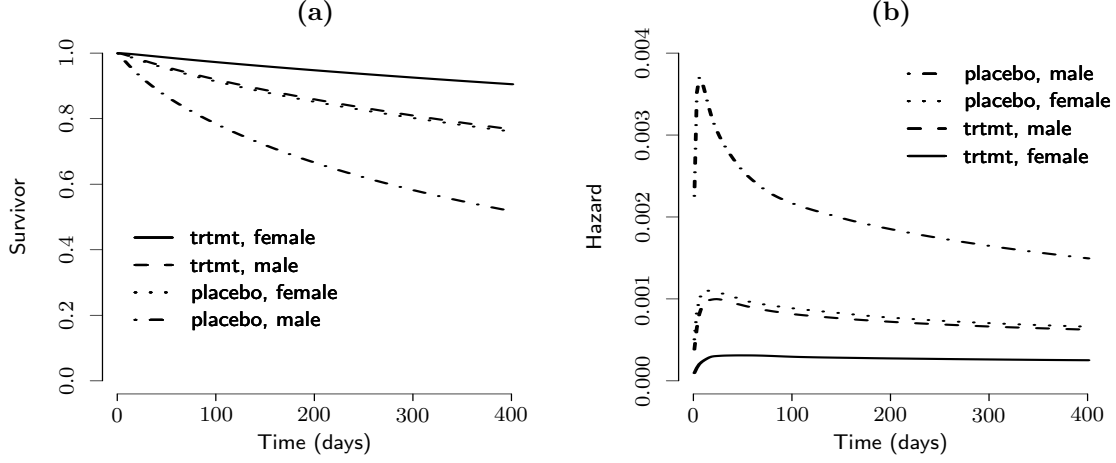 (a)
Survivor
1.0
0.8
0.6
0.4
0.2
0.0
trtmt, female
trtmt, male
placebo, female
placebo, male
0 100 200 300 400
Time (days)
(b)
Hazard
0.004
0.003
0.002
0.001
0.000
placebo, male
placebo, female
trtmt, male
trtmt, female
0 100 200 300 400
Time (days)